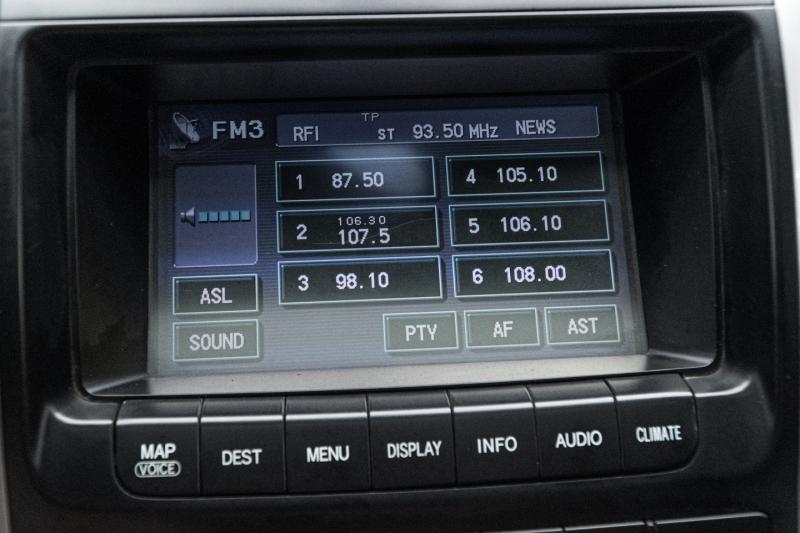 FM3
TP
RFI ST 93.50 MHz NEWS
1 87.50
4 105.10
2 106.30
107.5
5 106.10
3 98.10
6 108.00
ASL
SOUND
PTY
AF
AST
MAP
VOICE
DEST
MENU
DISPLAY
INFO
AUDIO
CLIMATE